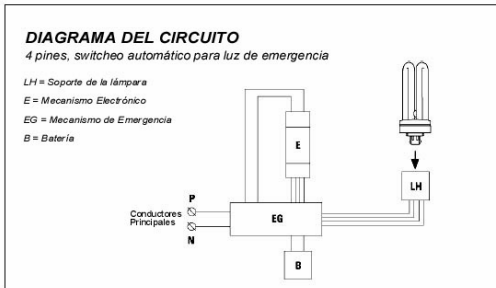 DIAGRAMA DEL CIRCUITO
4 pines, switcheo automático para luz de emergencia
LH = Soporte de la lámpara
E = Mecanismo Electrónico
EG = Mecanismo de Emergencia
B = Batería
E
LH
P
Conductores
Principales
EG
N
B